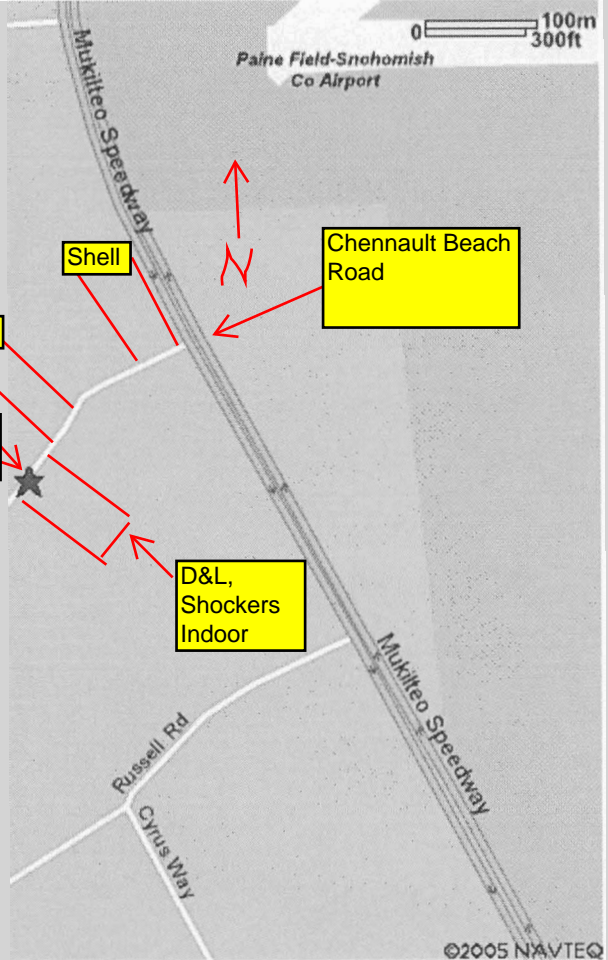 0
100m
300ft
Paine Field-Snohomish
Co Airport
Mukilteo Speedway
N
Shell
Chennault Beach
Road
D&L,
Shockers
Indoor
Mukilteo Speedway
Russell Rd
Cyrus Way
©2005 NAVTEQ